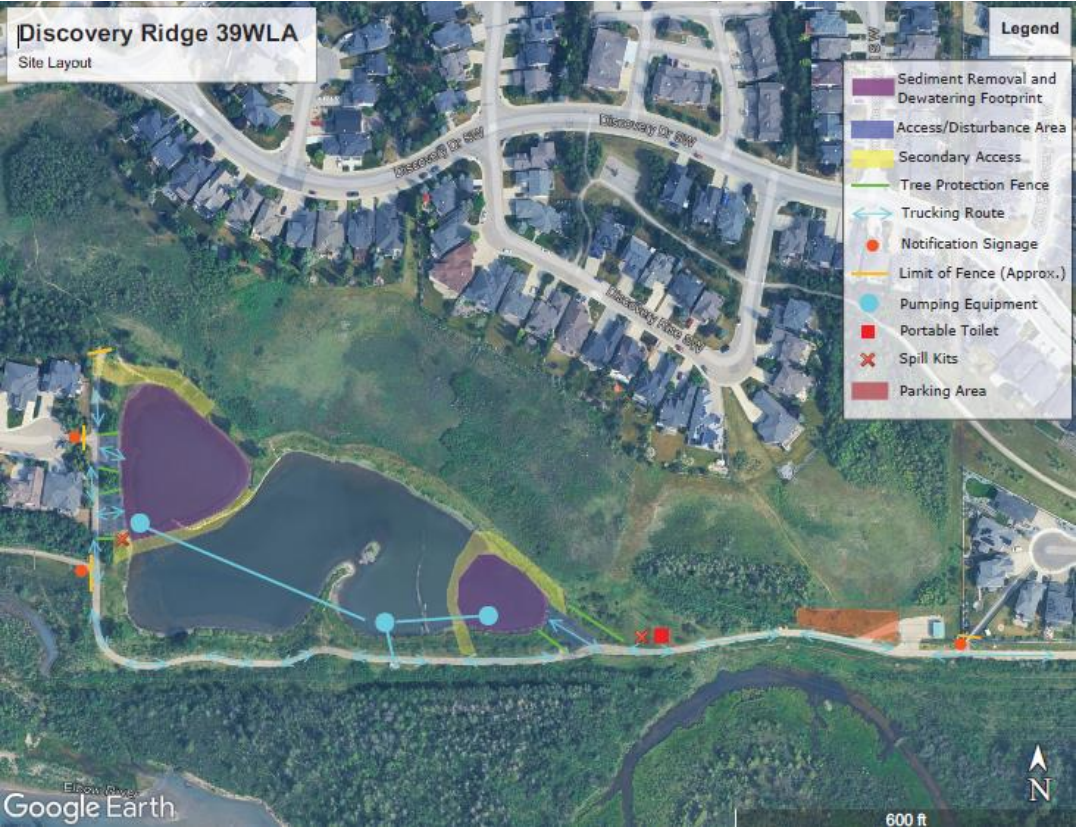 Discovery Ridge 39WLA
Site Layout
Legend
Sediment Removal and
Dewatering Footprint
Access/Disturbance Area
Secondary Access
Tree Protection Fence
Trucking Route
Notification Signage
Limit of Fence (Approx.)
Pumping Equipment
Portable Toilet
Spill Kits
Parking Area
Discovery Dr SW
Discovery Dr SW
Discovery Rise SW
Elbow River
Google Earth
N
600 ft